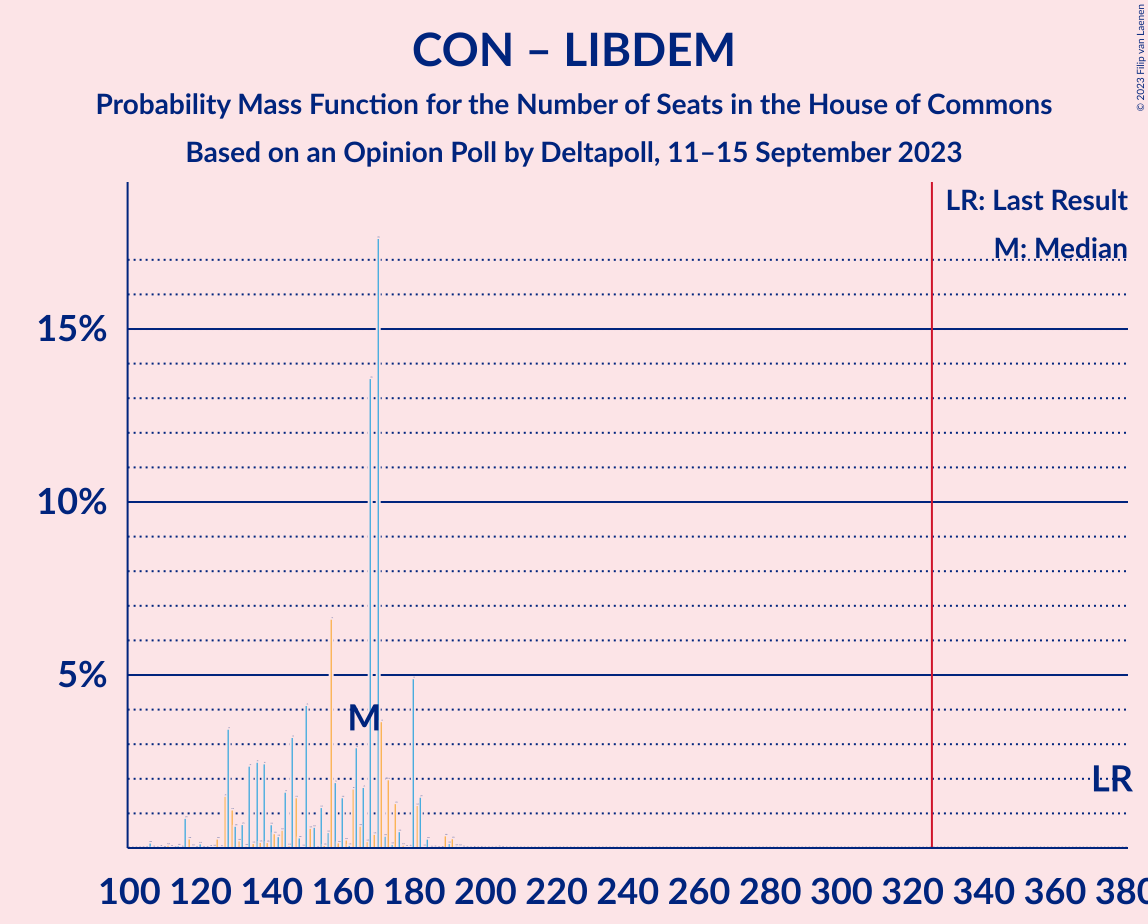 CON – LIBDEM
Probability Mass Function for the Number of Seats in the House of Commons
Based on an Opinion Poll by Deltapoll, 11–15 September 2023
© 2023 Filip van Laenen
LR: Last Result
M: Median
15%
10%
5%
M
LR
100 120 140 160 180 200 220 240 260 280 300 320 340 360 380